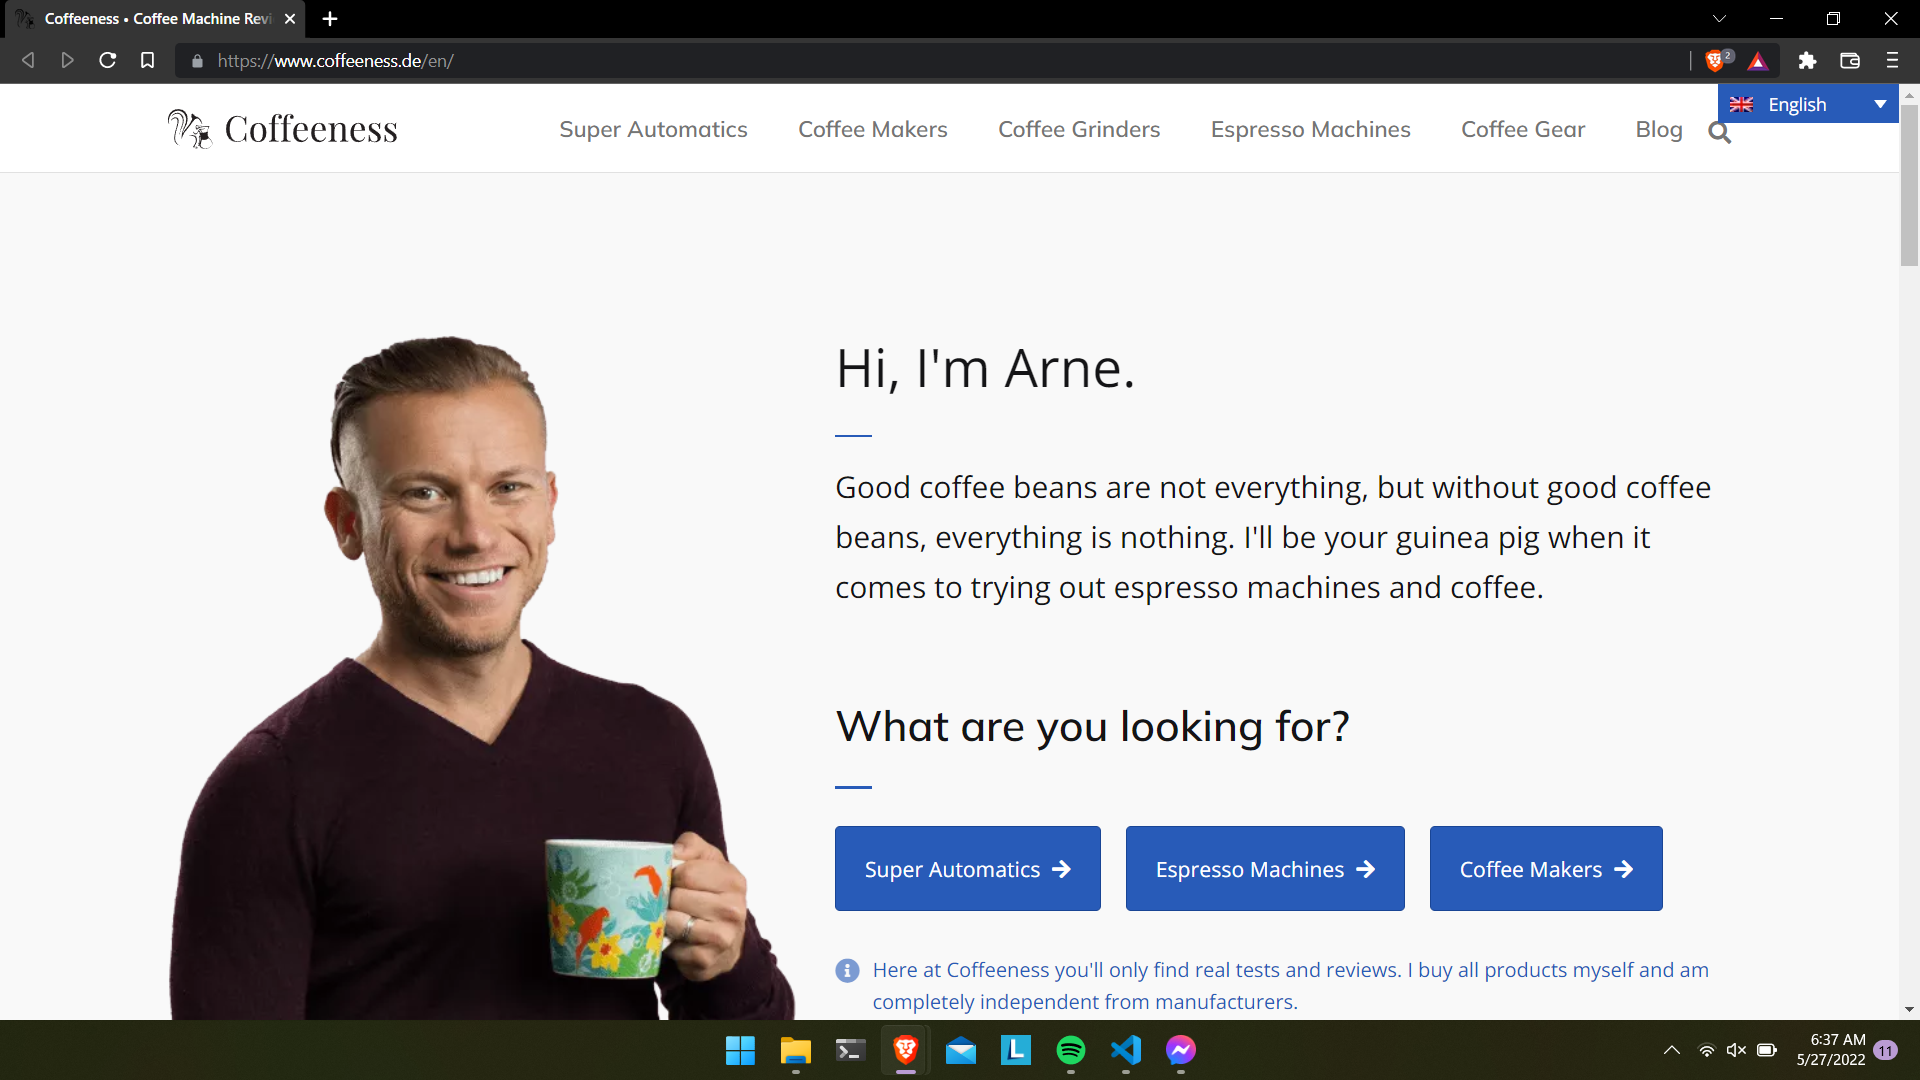 Coffeeness • Coffee Machine Revi
https://www.coffeeness.de/en/
2
English
Coffeeness
Super Automatics
Coffee Makers
Coffee Grinders
Espresso Machines
Coffee Gear
Blog
Hi, I'm Arne.
Good coffee beans are not everything, but without good coffee
beans, everything is nothing. I'll be your guinea pig when it
comes to trying out espresso machines and coffee.
What are you looking for?
Super Automatics
Espresso Machines
Coffee Makers
Here at Coffeeness you'll only find real tests and reviews. I buy all products myself and am
completely independent from manufacturers.
L
6:37 AM
5/27/2022
11